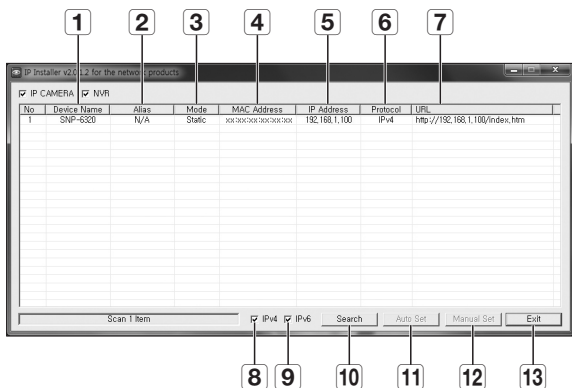 1 2 3 4 5 6 7
IP Installer v2.0.1.2 for the network products
IP CAMERA NVR
No Device Name Alias Mode MAC Address IP Address Protocol URL
1 SNP-6320 N/A Static xx:xx:xx:xx:xx:xx 192,168,1,100 IPv4 http://192,168,1,100/index,htm
Scan 1 Item IPv4 IPv6 Search Auto Set Manual Set Exit
8 9 10 11 12 13